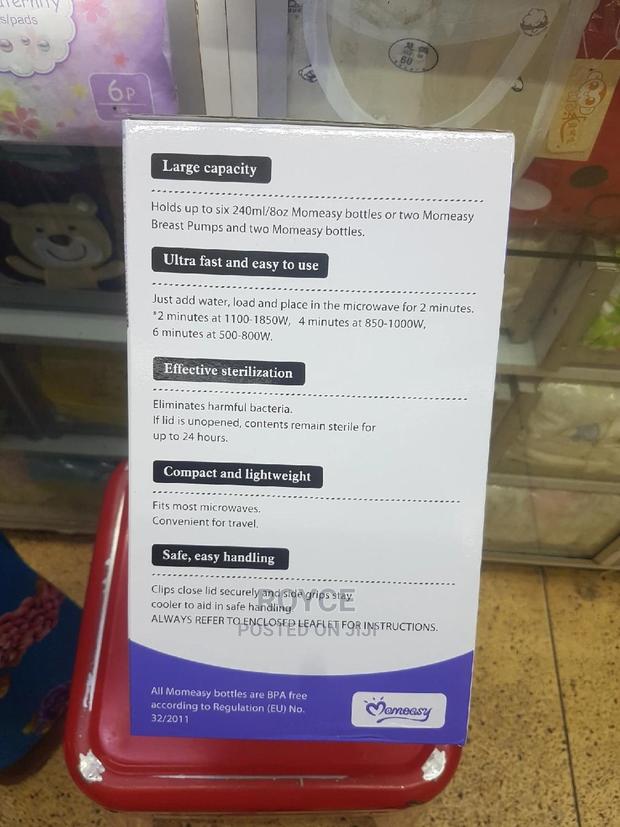 s/pads
6P
60
Large capacity
Holds up to six 240ml/8oz Momeasy bottles or two Momeasy
Breast Pumps and two Momeasy bottles.
Ultra fast and easy to use
Just add water, load and place in the microwave for 2 minutes.
*2 minutes at 1100-1850W, 4 minutes at 850-1000W,
6 minutes at 500-800W.
Effective sterilization
Eliminates harmful bacteria.
If lid is unopened, contents remain sterile for
up to 24 hours.
Compact and lightweight
Fits most microwaves.
Convenient for travel.
Safe, easy handling
Clips close lid securely and side grips stay
cooler to aid in safe handling.
ALWAYS REFER TO ENCLOSED LEAFLET FOR INSTRUCTIONS.
ROYCE
POSTED ON JIJI
All Momeasy bottles are BPA free
according to Regulation (EU) No.
32/2011
Momeasy